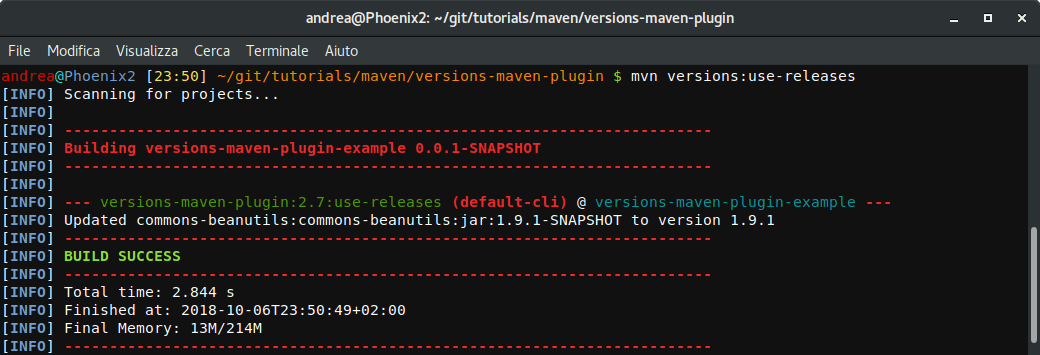 andrea@Phoenix2: ~/git/tutorials/maven/versions-maven-plugin
File Modifica Visualizza Cerca Terminale Aiuto
andrea@Phoenix2 [23:50] ~/git/tutorials/maven/versions-maven-plugin $ mvn versions:use-releases
[INFO] Scanning for projects...
[INFO]
[INFO] ------------------------------------------------------------------------
[INFO] Building versions-maven-plugin-example 0.0.1-SNAPSHOT
[INFO] ------------------------------------------------------------------------
[INFO]
[INFO] --- versions-maven-plugin:2.7:use-releases (default-cli) @ versions-maven-plugin-example ---
[INFO] Updated commons-beanutils:commons-beanutils:jar:1.9.1-SNAPSHOT to version 1.9.1
[INFO] ------------------------------------------------------------------------
[INFO] BUILD SUCCESS
[INFO] ------------------------------------------------------------------------
[INFO] Total time: 2.844 s
[INFO] Finished at: 2018-10-06T23:50:49+02:00
[INFO] Final Memory: 13M/214M
[INFO] ------------------------------------------------------------------------